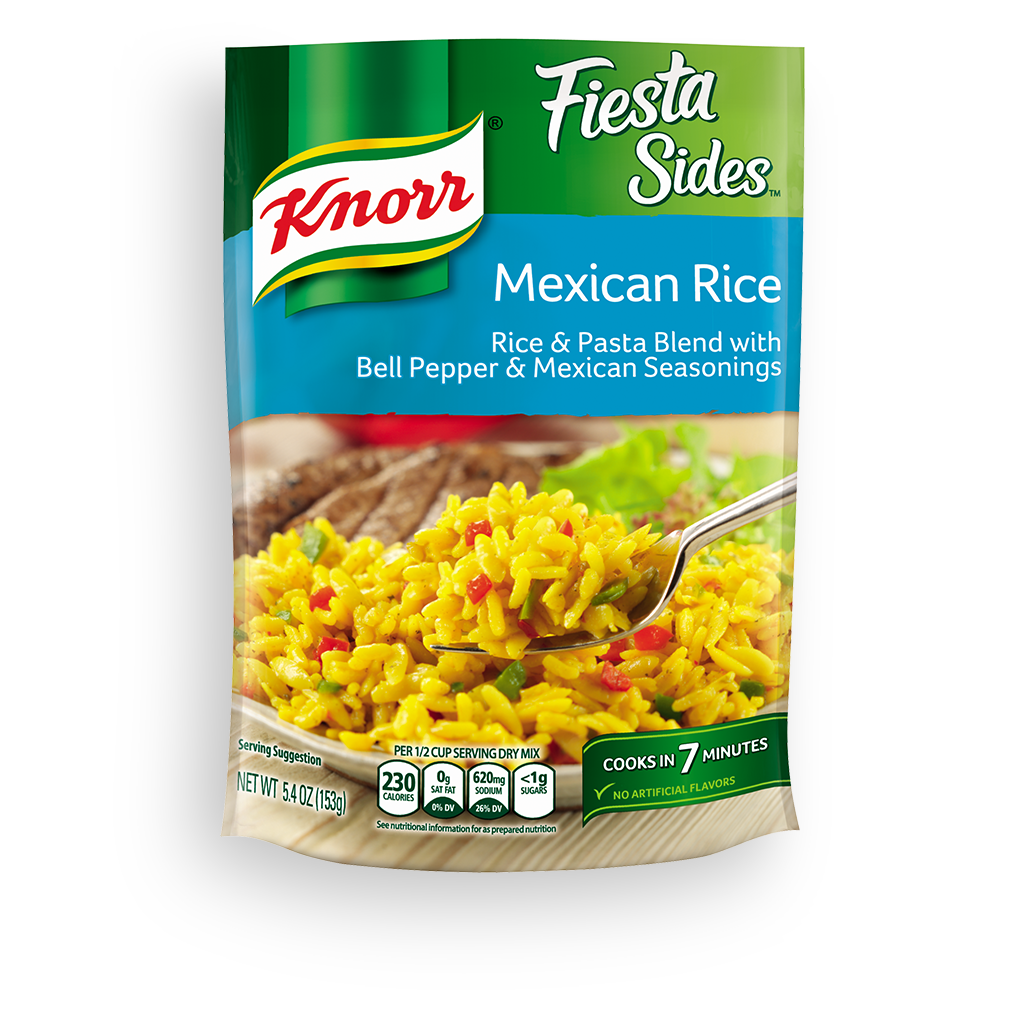 Knorr®
Fiesta
Sides™
Mexican Rice
Rice & Pasta Blend with
Bell Pepper & Mexican Seasonings
Serving Suggestion
NET WT 5.4 OZ (153g)
PER 1/2 CUP SERVING DRY MIX
230 CALORIES
0g SAT FAT 0% DV
620mg SODIUM 26% DV
<1g SUGARS
See nutritional information for as prepared nutrition
COOKS IN 7 MINUTES
NO ARTIFICIAL FLAVORS